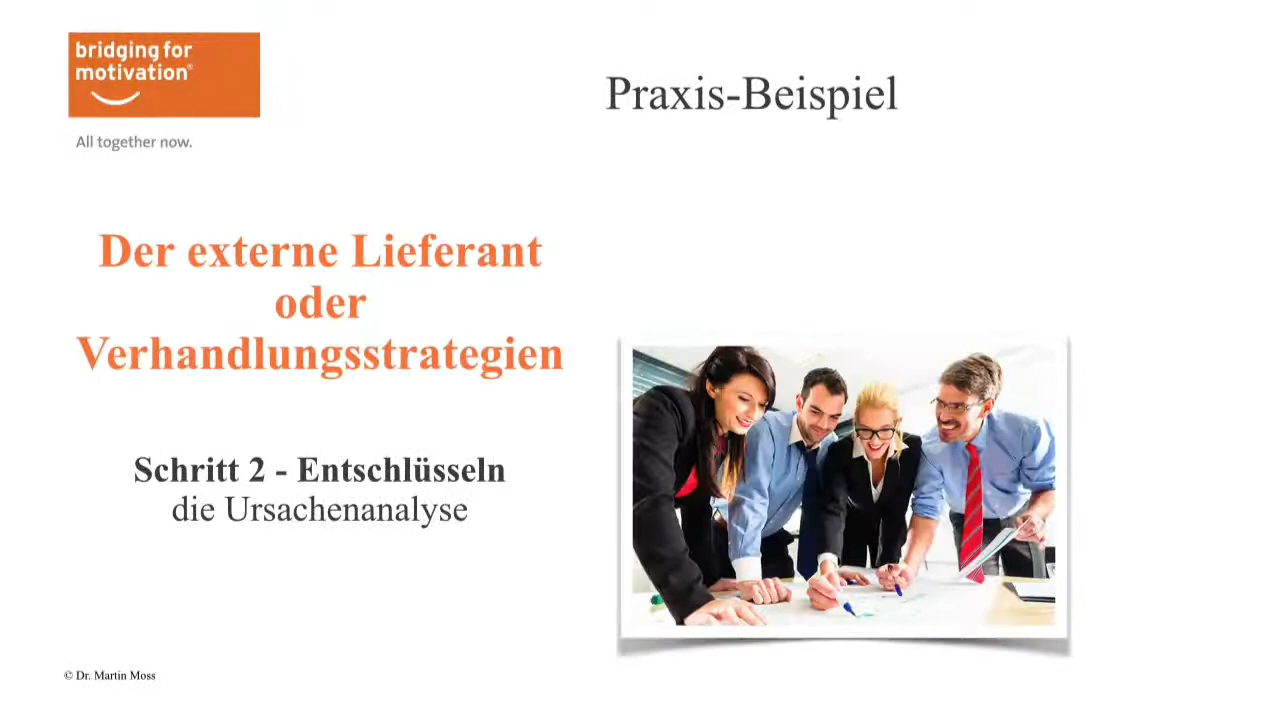 bridging for
motivation®
All together now.
Praxis-Beispiel
Der externe Lieferant
oder
Verhandlungsstrategien
Schritt 2 - Entschlüsseln
die Ursachenanalyse
© Dr. Martin Moss